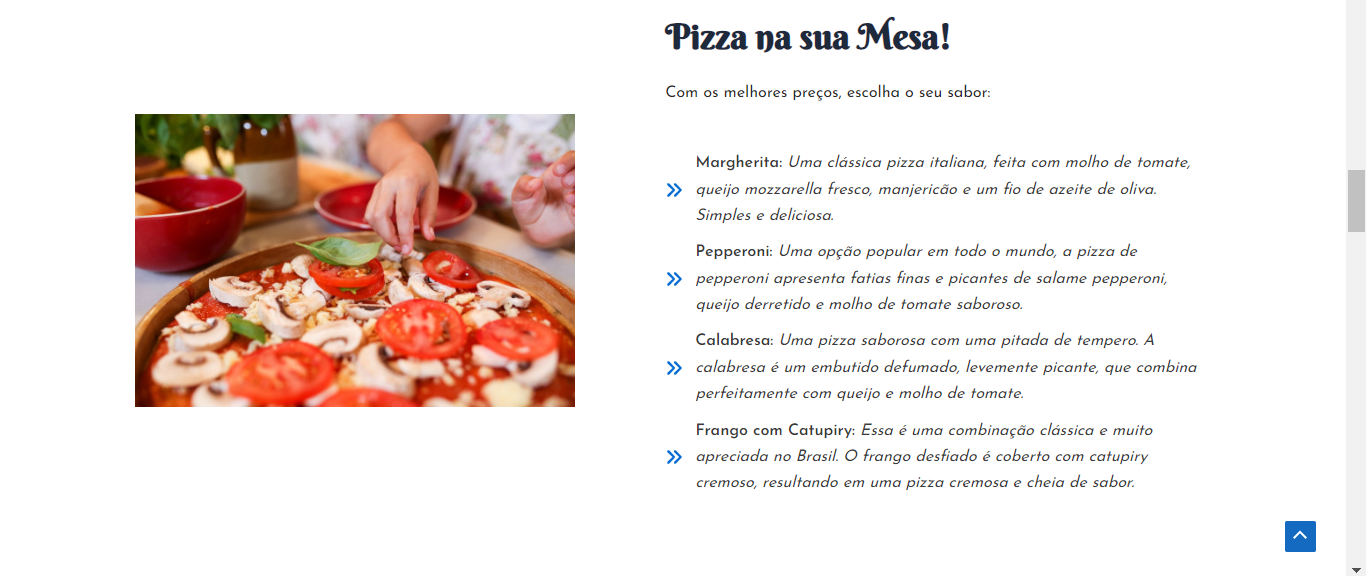 Pizza na sua Mesa!
Com os melhores preços, escolha o seu sabor:
Margherita: Uma clássica pizza italiana, feita com molho de tomate,
queijo mozzarella fresco, manjericão e um fio de azeite de oliva.
Simples e deliciosa.
Pepperoni: Uma opção popular em todo o mundo, a pizza de
pepperoni apresenta fatias finas e picantes de salame pepperoni,
queijo derretido e molho de tomate saboroso.
Calabresa: Uma pizza saborosa com uma pitada de tempero. A
calabresa é um embutido defumado, levemente picante, que combina
perfeitamente com queijo e molho de tomate.
Frango com Catupiry: Essa é uma combinação clássica e muito
apreciada no Brasil. O frango desfiado é coberto com catupiry
cremoso, resultando em uma pizza cremosa e cheia de sabor.